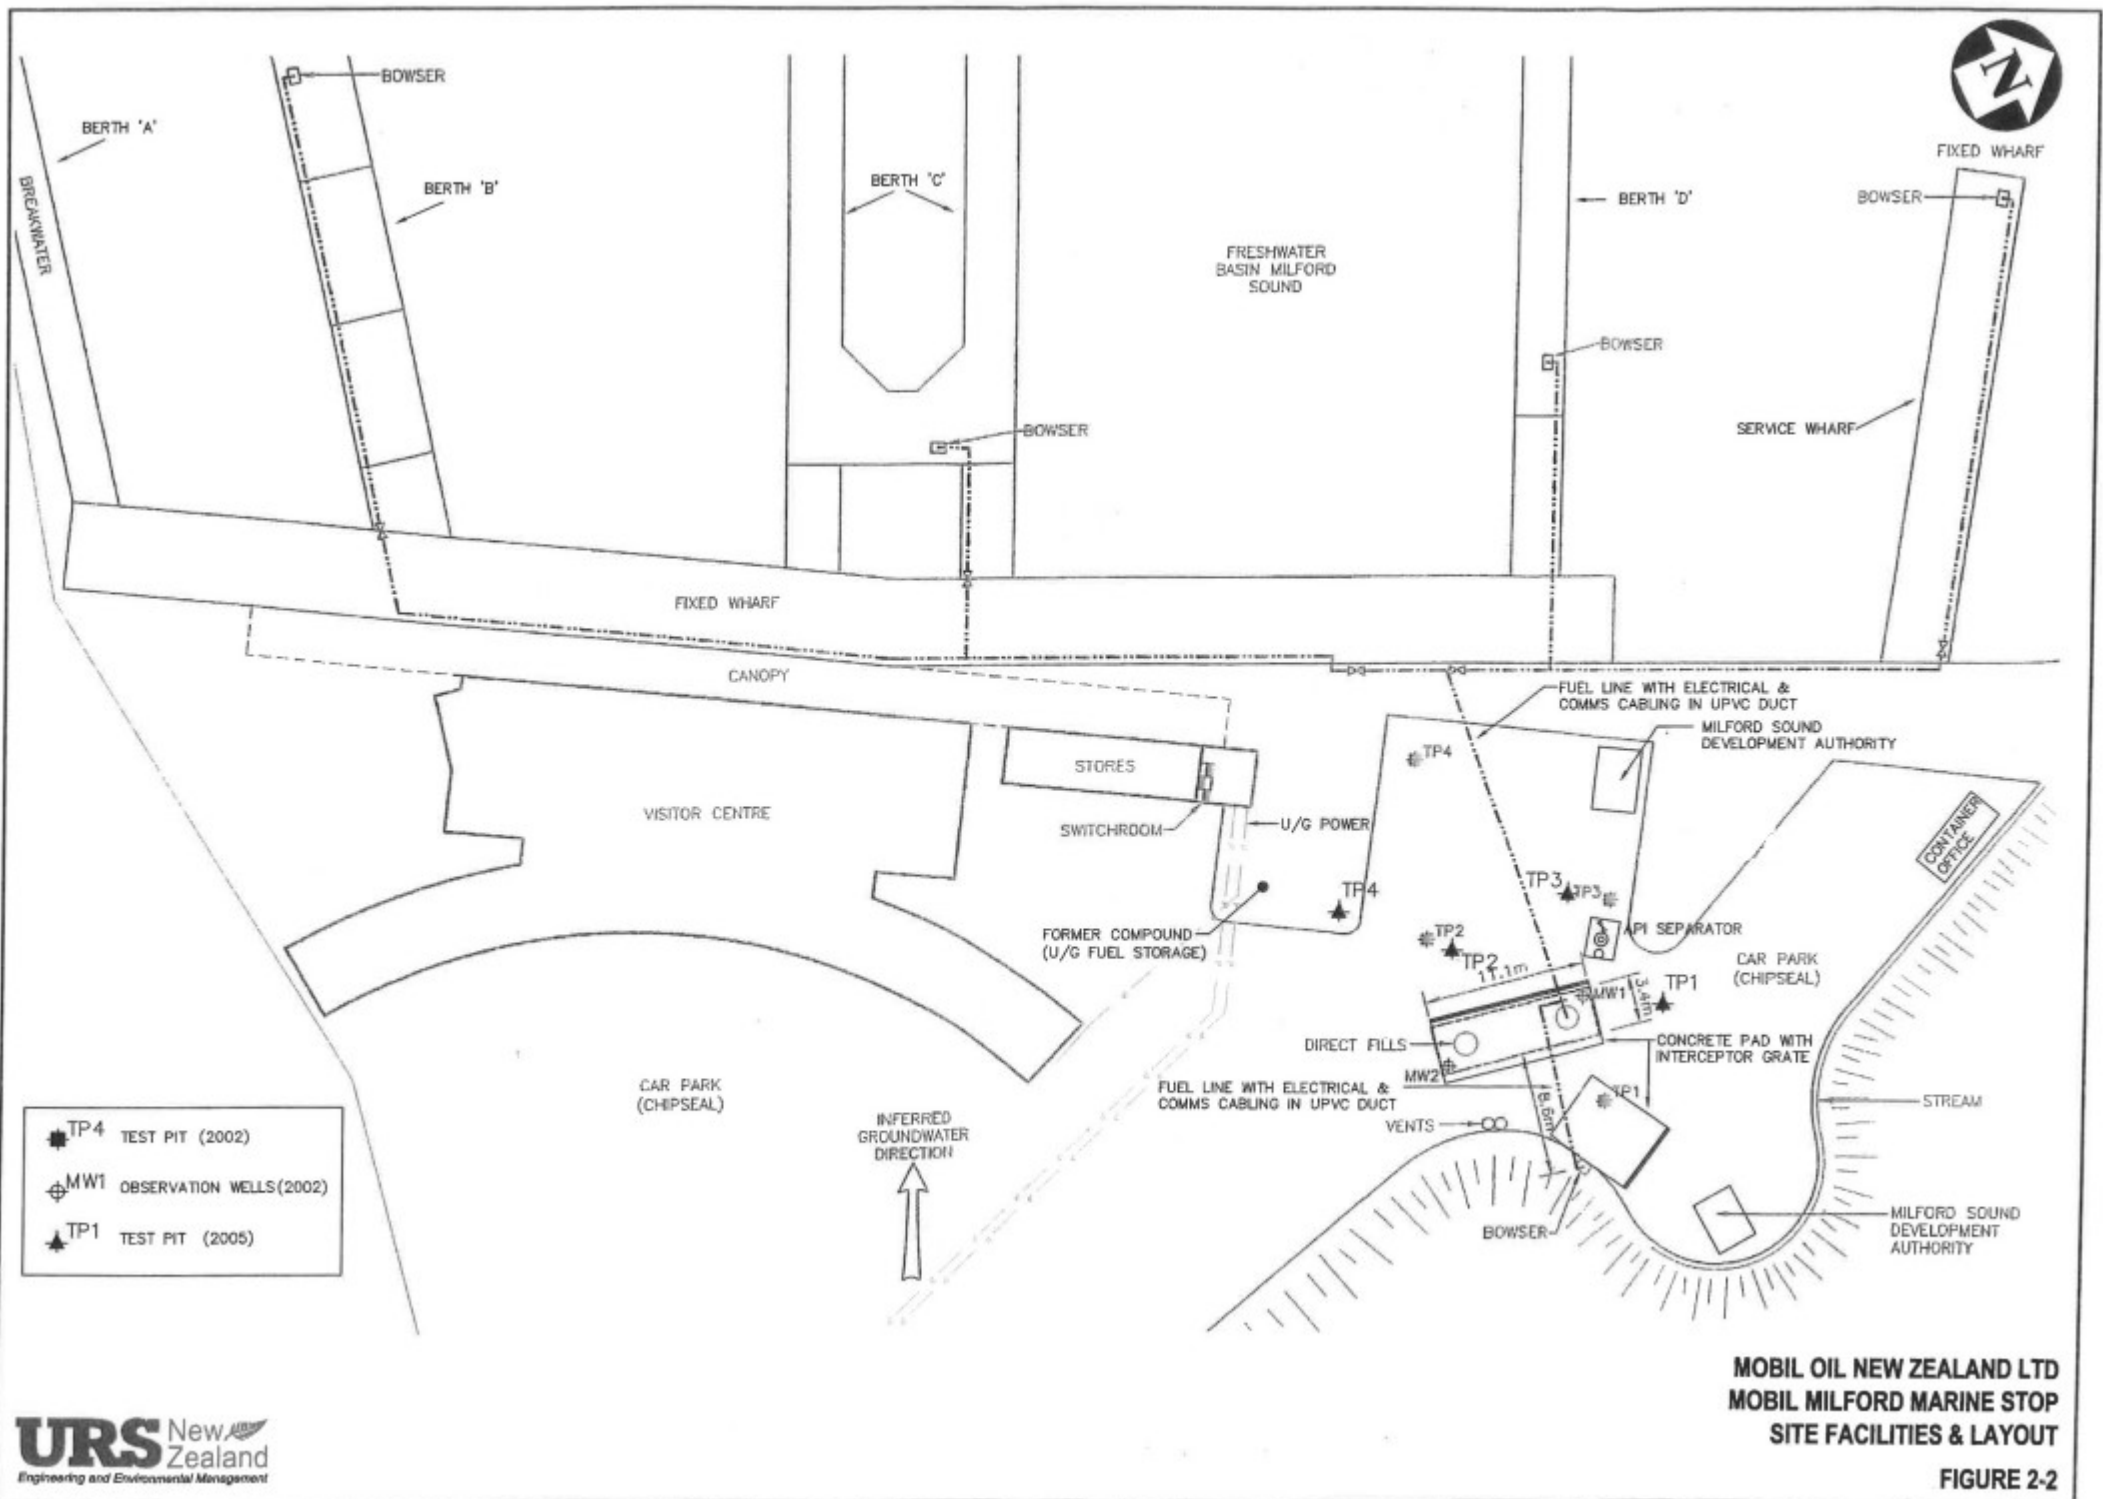 BOWSER
BERTH 'A'
BREAKWATER
BERTH 'B'
BERTH 'C'
BERTH 'D'
N
FIXED WHARF
BOWSER
FRESHWATER
BASIN MILFORD
SOUND
BOWSER
BOWSER
SERVICE WHARF
FIXED WHARF
CANOPY
FUEL LINE WITH ELECTRICAL &
COMMS CABLING IN UPVC DUCT
MILFORD SOUND
DEVELOPMENT AUTHORITY
TP4
STORES
VISITOR CENTRE
SWITCHROOM
U/G POWER
CONTAINER
OFFICE
TP4
TP3
TP3
FORMER COMPOUND
(U/G FUEL STORAGE)
TP2
TP2
API SEPARATOR
CAR PARK
(CHIPSEAL)
11.1m
3.4m
MW1
TP1
DIRECT FILLS
CONCRETE PAD WITH
INTERCEPTOR GRATE
MW2
FUEL LINE WITH ELECTRICAL &
COMMS CABLING IN UPVC DUCT
8.6m
TP1
VENTS
STREAM
CAR PARK
(CHIPSEAL)
INFERRED
GROUNDWATER
DIRECTION
BOWSER
MILFORD SOUND
DEVELOPMENT
AUTHORITY
TP4 TEST PIT (2002)
MW1 OBSERVATION WELLS(2002)
TP1 TEST PIT (2005)
MOBIL OIL NEW ZEALAND LTD
MOBIL MILFORD MARINE STOP
SITE FACILITIES & LAYOUT
FIGURE 2-2
URS New
Zealand
Engineering and Environmental Management